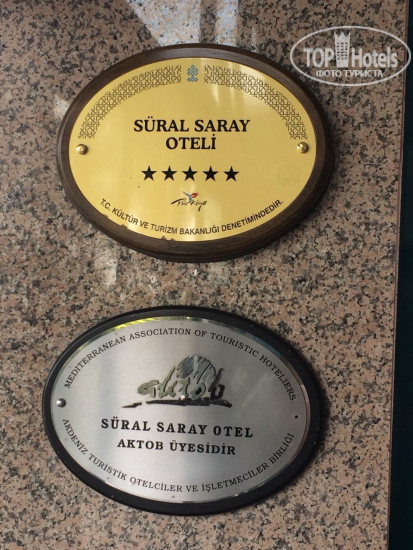 TOP Hotels
ФОТО ТУРИСТА
SÜRAL SARAY
OTELİ
Türkiye
T.C. KÜLTÜR VE TURİZM BAKANLIĞI DENETİMİNDEDİR.
MEDITERRANEAN ASSOCIATION OF TOURISTIC HOTELIERS
aktob
SÜRAL SARAY OTEL
AKTOB ÜYESİDİR
AKDENİZ TURİSTİK OTELCİLER VE İŞLETMECİLER BİRLİĞİ